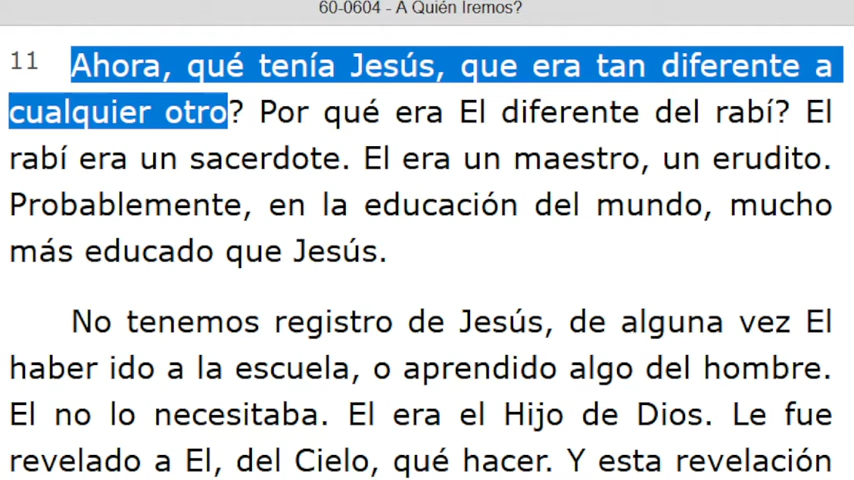 60-0604 - A Quién Iremos?
11 Ahora, qué tenía Jesús, que era tan diferente a
cualquier otro? Por qué era El diferente del rabí? El
rabí era un sacerdote. El era un maestro, un erudito.
Probablemente, en la educación del mundo, mucho
más educado que Jesús.
No tenemos registro de Jesús, de alguna vez El
haber ido a la escuela, o aprendido algo del hombre.
El no lo necesitaba. El era el Hijo de Dios. Le fue
revelado a El, del Cielo, qué hacer. Y esta revelación